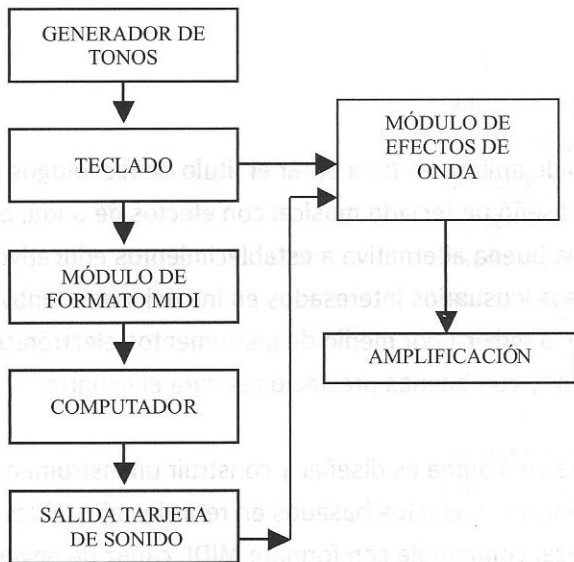 GENERADOR DE
TONOS
TECLADO
MÓDULO DE
EFECTOS DE
ONDA
MÓDULO DE
FORMATO MIDI
AMPLIFICACIÓN
COMPUTADOR
SALIDA TARJETA
DE SONIDO